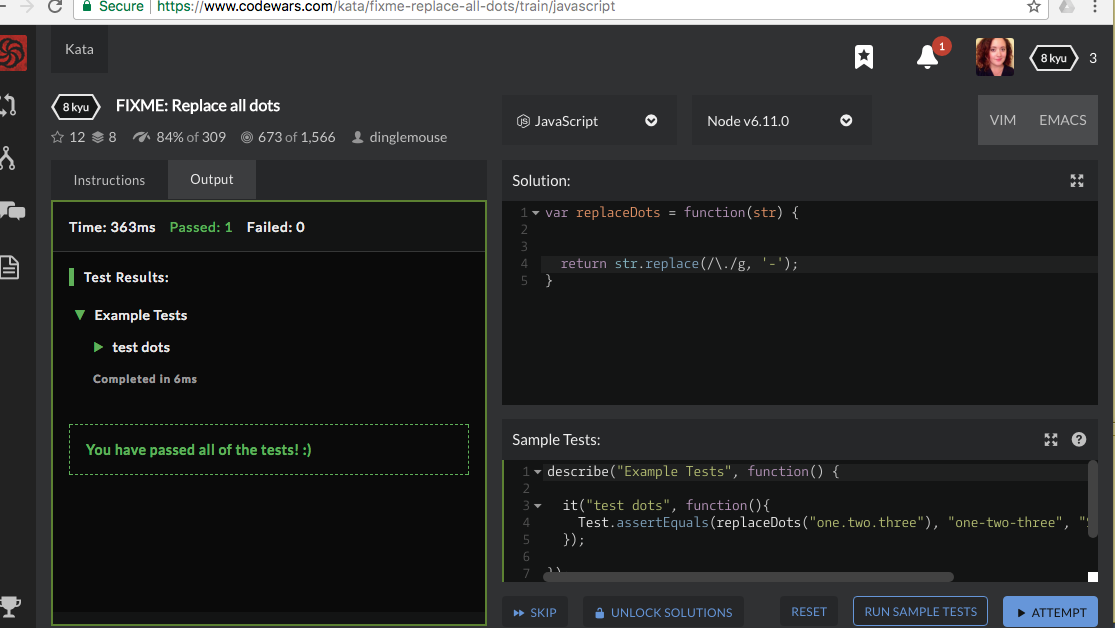 Secure https://www.codewars.com/kata/fixme-replace-all-dots/train/javascript
Kata
1
8 kyu 3
8 kyu FIXME: Replace all dots
12 8 84% of 309 673 of 1,566 dinglemouse
JavaScript
Node v6.11.0
VIM EMACS
Instructions Output
Time: 363ms Passed: 1 Failed: 0
Test Results:
Example Tests
test dots
Completed in 6ms
You have passed all of the tests! :)
Solution:
1 var replaceDots = function(str) {
2
3
4 return str.replace(/\./g, '-');
5 }
Sample Tests:
1 describe("Example Tests", function() {
2
3 it("test dots", function(){
4 Test.assertEquals(replaceDots("one.two.three"), "one-two-three", "
5 });
6
7 })
SKIP UNLOCK SOLUTIONS RESET RUN SAMPLE TESTS ATTEMPT